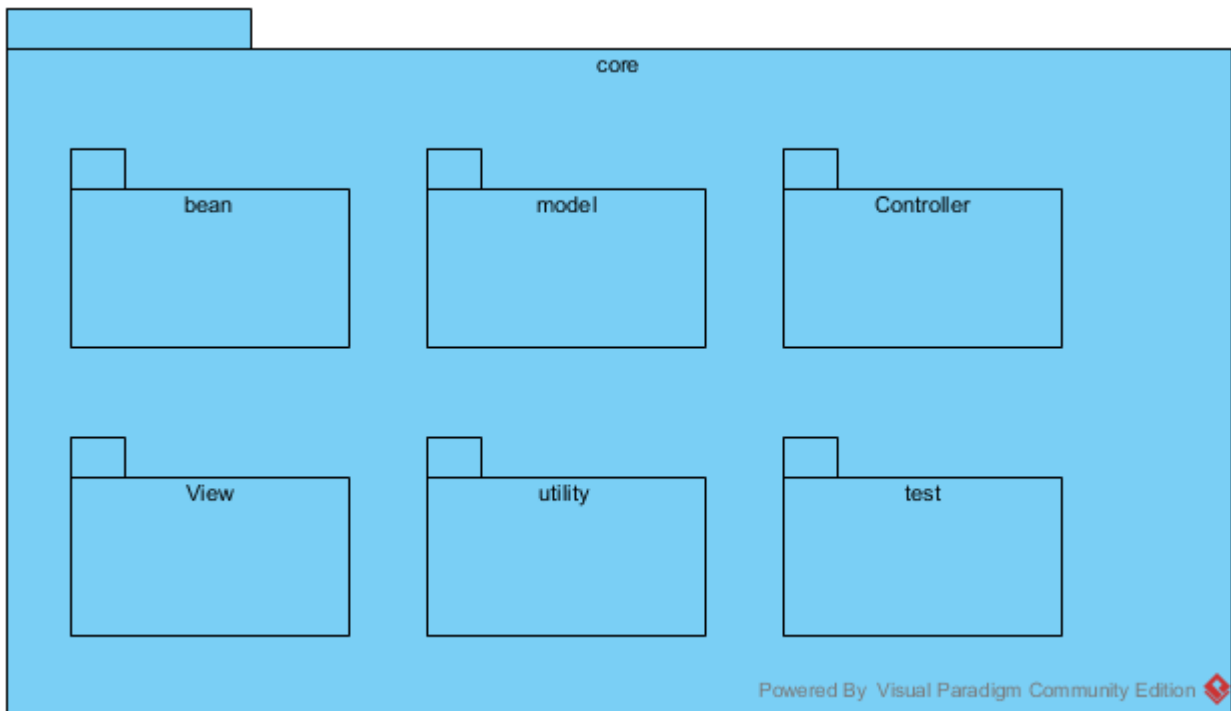 core
bean
model
Controller
View
utility
test
Powered By Visual Paradigm Community Edition